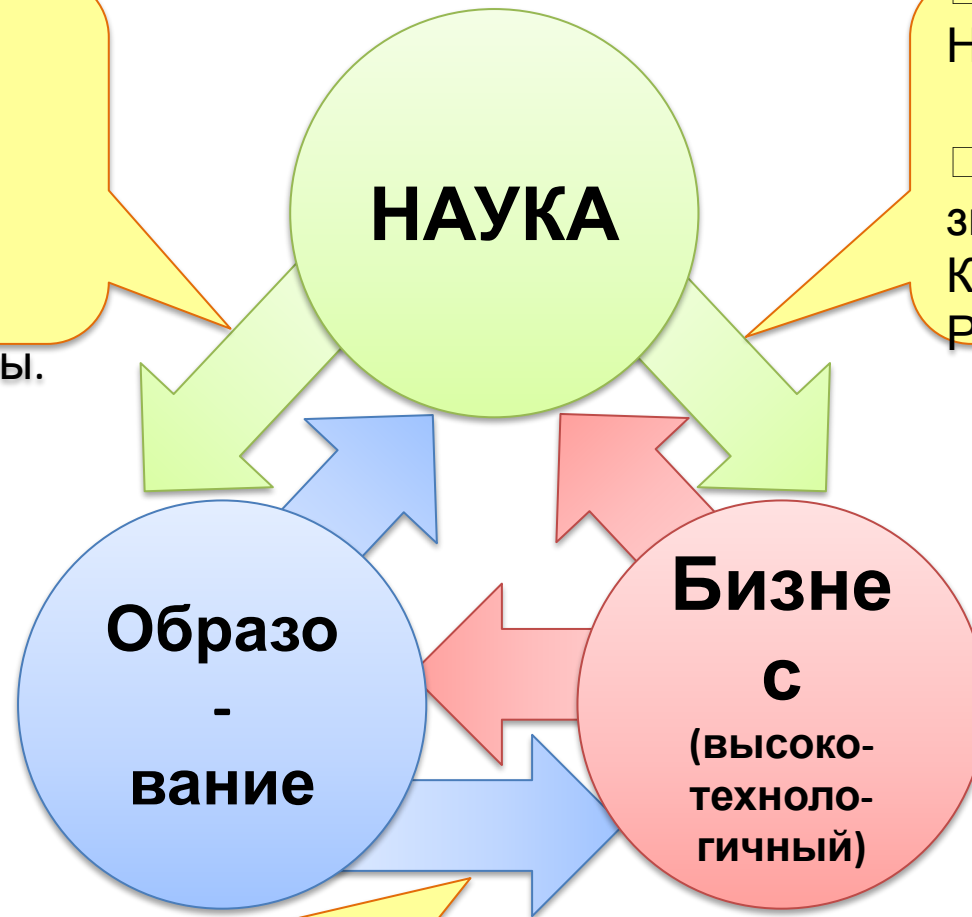 НАУКА
ы.
Образо
-
вание
Бизне
с
(высоко-
техноло-
гичный)